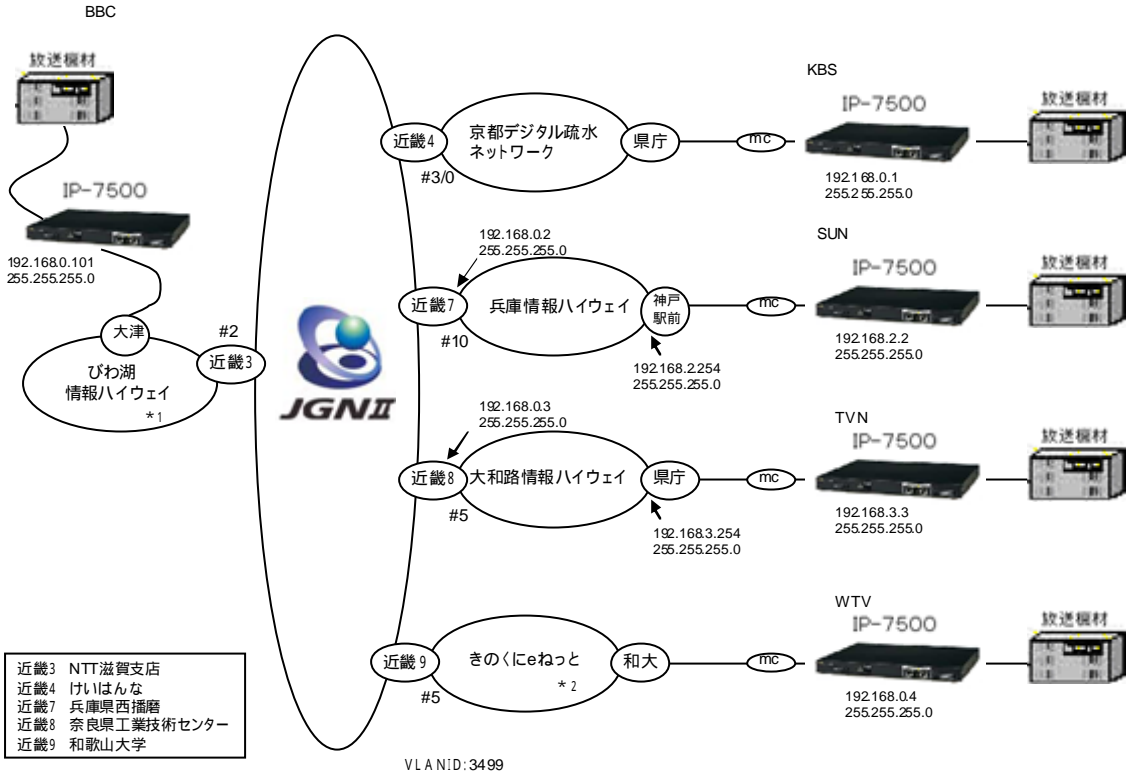 BBC
放送機材
IP-7500
192.168.0.101
255.255.255.0
大津
#2
近畿3
びわ湖
情報ハイウェイ
*1
JGNⅡ
近畿4
#3/0
京都デジタル疏水
ネットワーク
県庁
mc
KBS
IP-7500
192.168.0.1
255.255.255.0
放送機材
192.168.0.2
255.255.255.0
近畿7
#10
兵庫情報ハイウェイ
神戸
駅前
192.168.2.254
255.255.255.0
mc
SUN
IP-7500
192.168.2.2
255.255.255.0
放送機材
192.168.0.3
255.255.255.0
近畿8
#5
大和路情報ハイウェイ
県庁
192.168.3.254
255.255.255.0
mc
TVN
IP-7500
192.168.3.3
255.255.255.0
放送機材
近畿9
#5
きのくにeねっと
*2
和大
mc
WTV
IP-7500
192.168.0.4
255.255.255.0
放送機材
近畿3 NTT滋賀支店
近畿4 けいはんな
近畿7 兵庫県西播磨
近畿8 奈良県工業技術センター
近畿9 和歌山大学
VLANID:3499